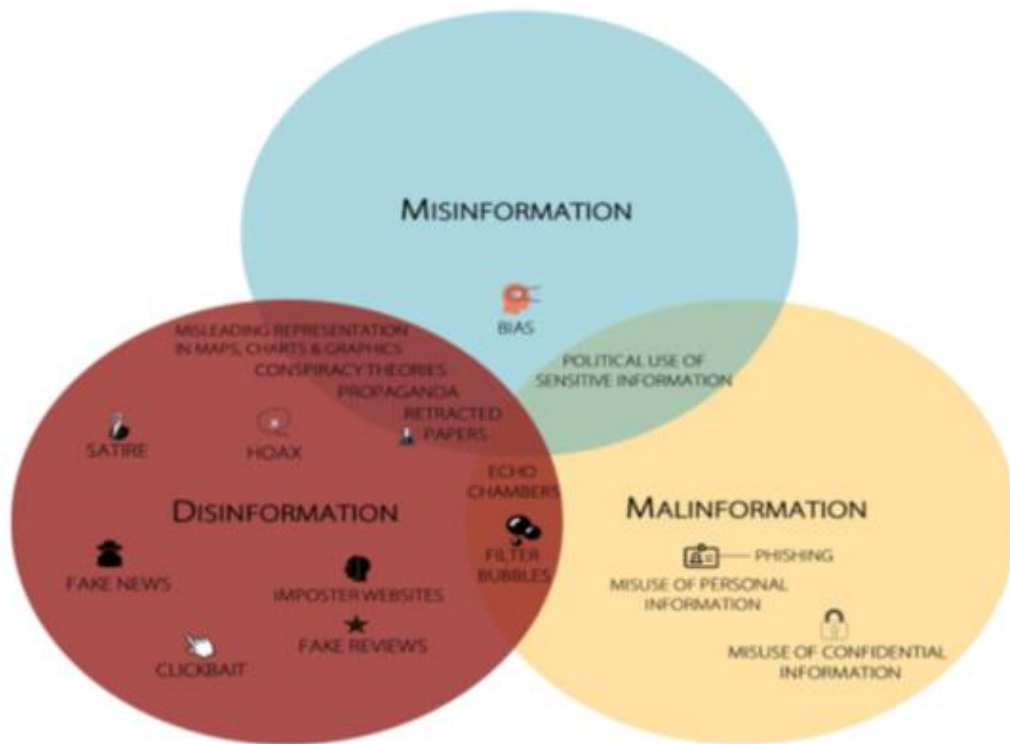 MISINFORMATION
BIAS
MISLEADING REPRESENTATION
IN MAPS, CHARTS & GRAPHICS
CONSPIRACY THEORIES
PROPAGANDA
RETRACTED
PAPERS
POLITICAL USE OF
SENSITIVE INFORMATION
SATIRE
HOAX
ECHO
CHAMBERS
DISINFORMATION
MALINFORMATION
FILTER
BUBBLES
FAKE NEWS
IMPOSTER WEBSITES
FAKE REVIEWS
CLICKBAIT
PHISHING
MISUSE OF PERSONAL
INFORMATION
MISUSE OF CONFIDENTIAL
INFORMATION